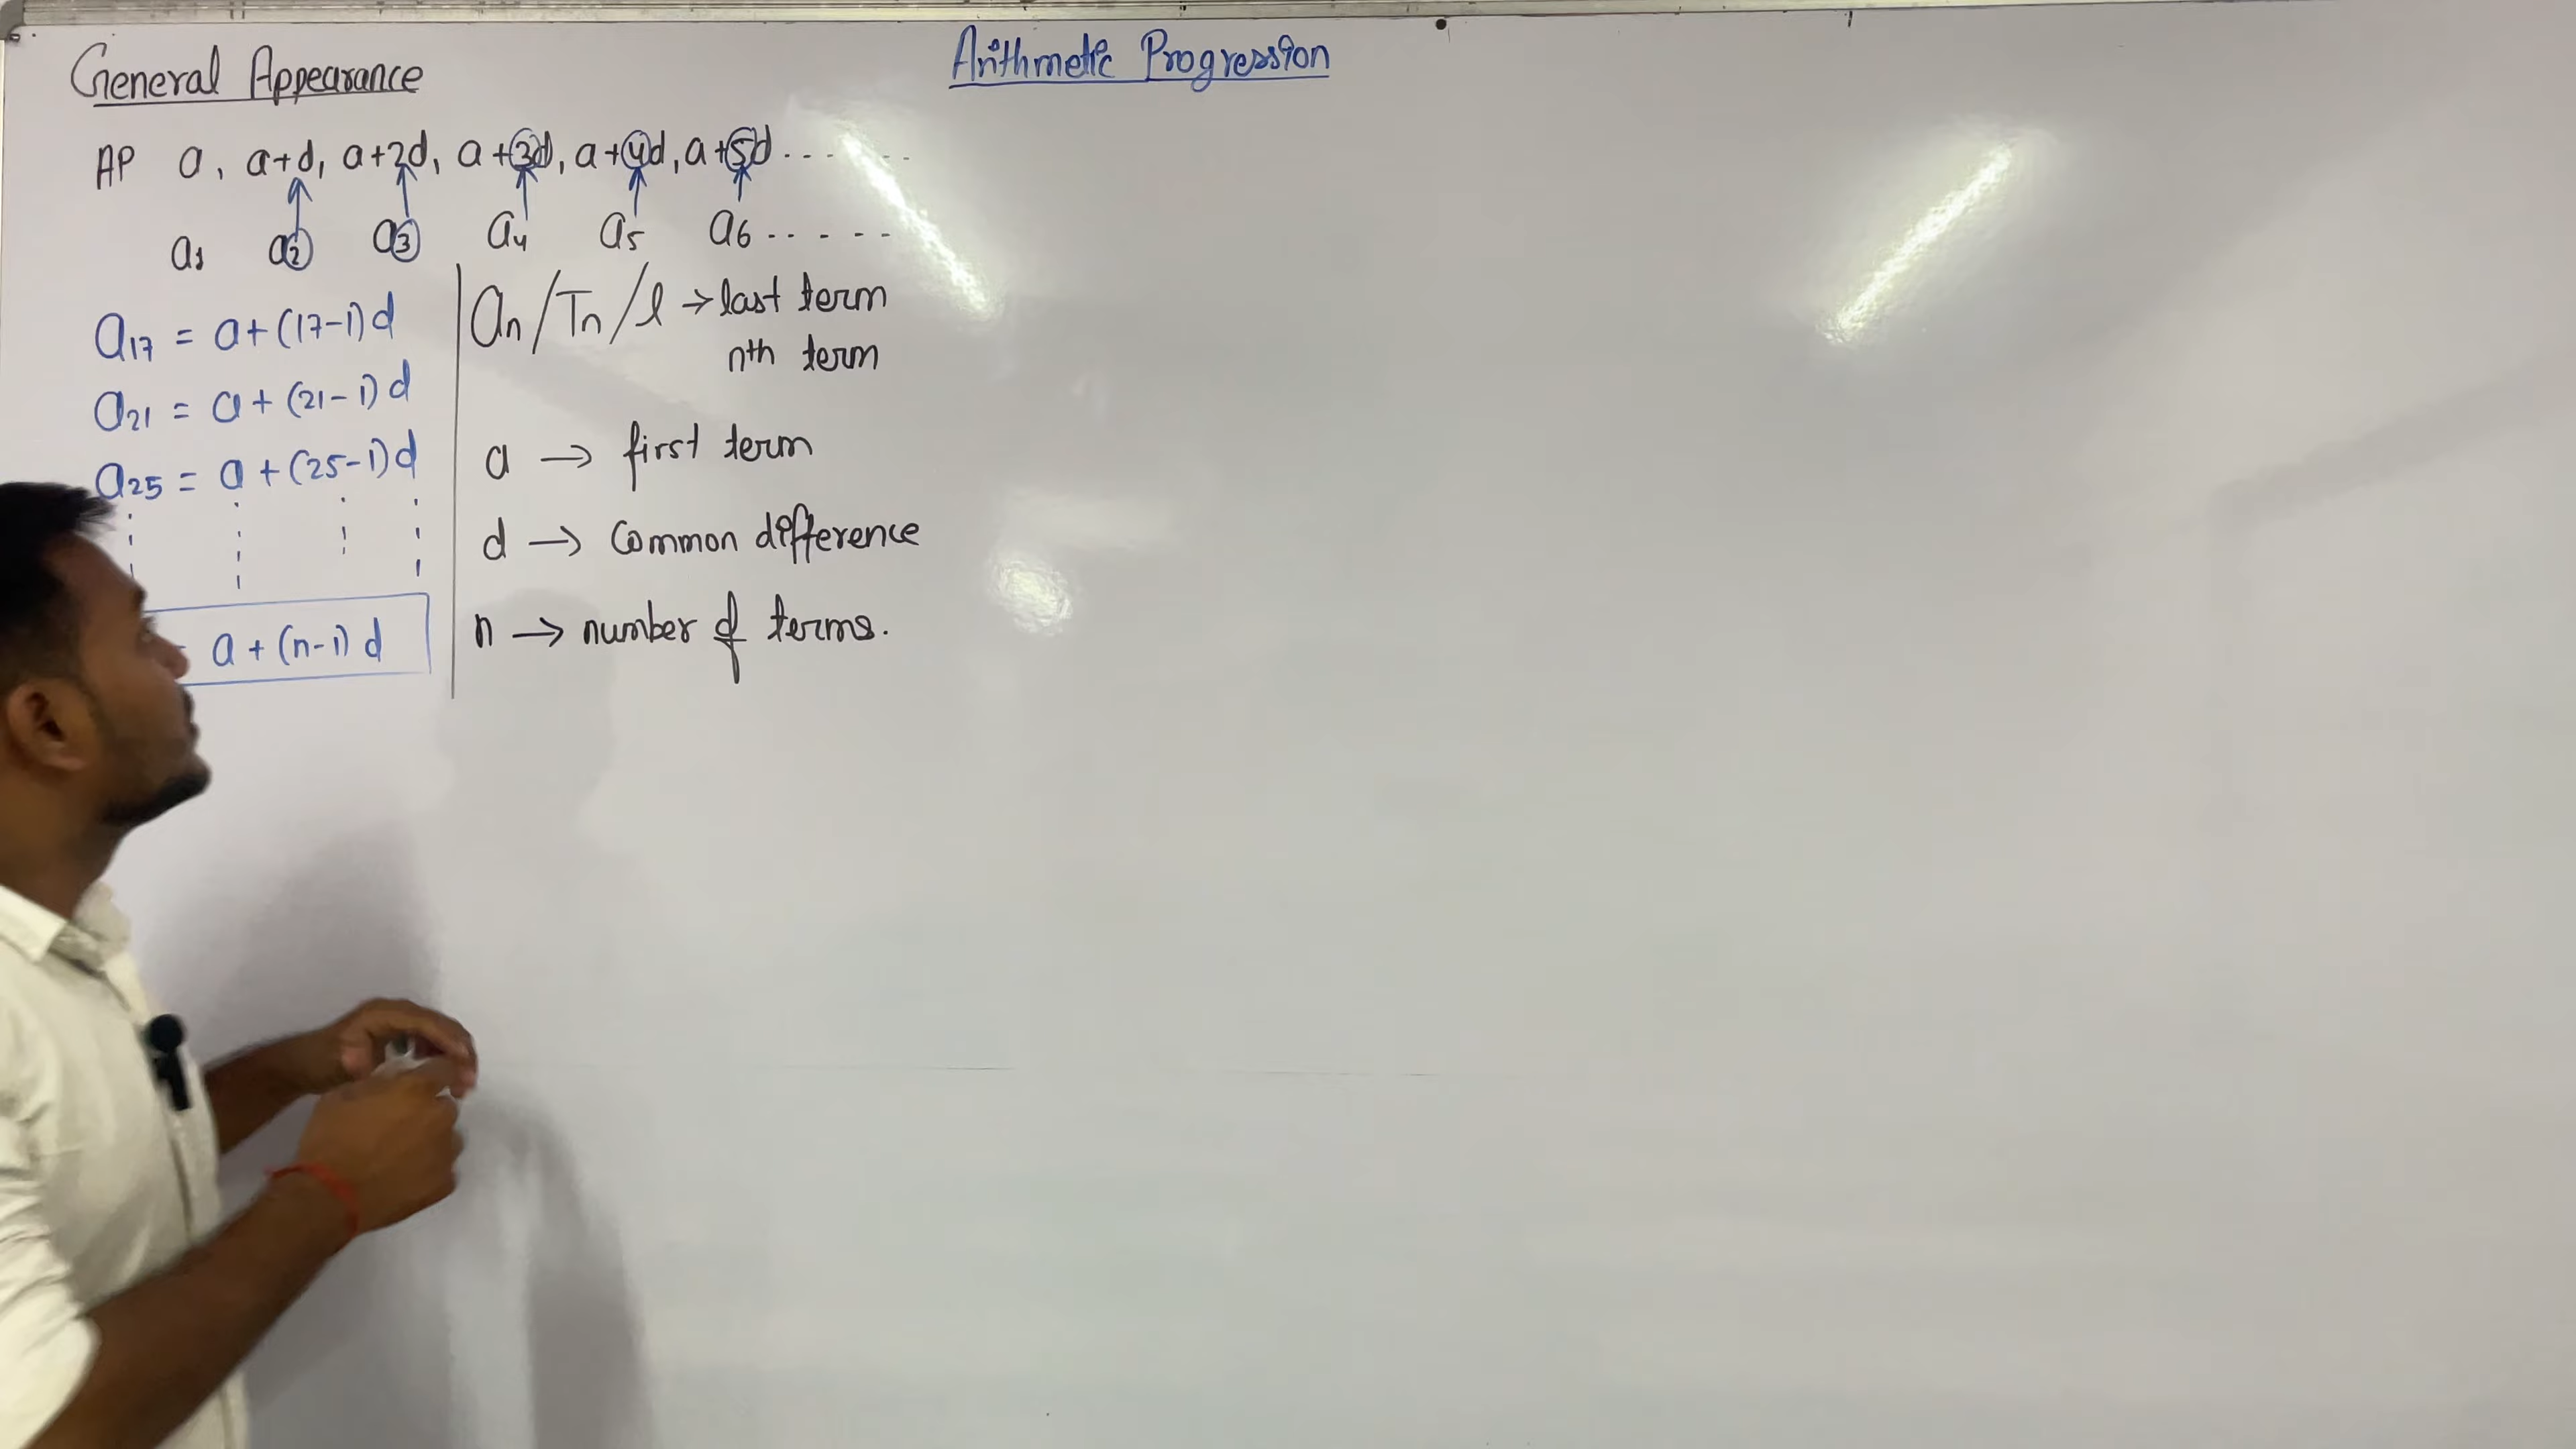 Arithmetic Progression
General Appearance
AP a, a+d, a+2d, a+3d, a+4d, a+5d.......
a₁ a₂ a₃ a₄ a₅ a₆ . . . . .
a₁₇ = a+(17-1)d
a₂₁ = a+(21-1)d
a₂₅ = a+(25-1)d
a+(n-1)d
aₙ/Tₙ/l → last term
nth term
a → first term
d → Common difference
n → number of terms.